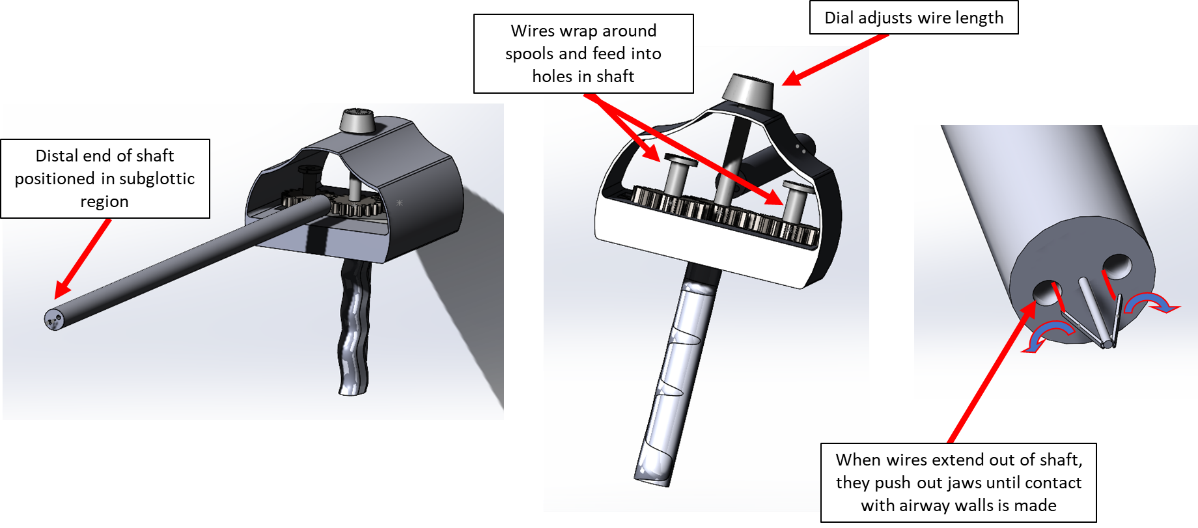 Distal end of shaft
positioned in subglottic
region
Wires wrap around
spools and feed into
holes in shaft
Dial adjusts wire length
When wires extend out of shaft,
they push out jaws until contact
with airway walls is made